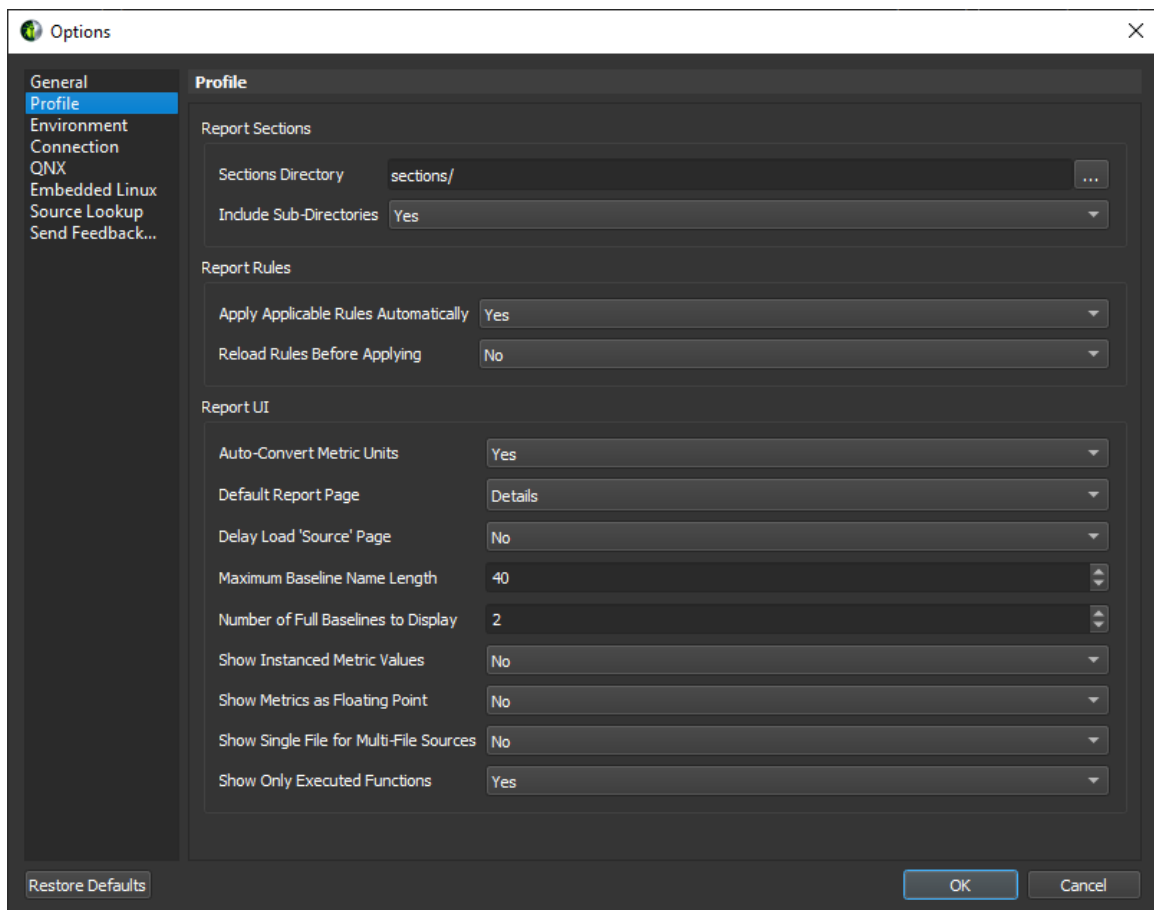 Options
General
Profile
Environment
Connection
QNX
Embedded Linux
Source Lookup
Send Feedback...
Profile
Report Sections
Sections Directory sections/ ...
Include Sub-Directories Yes
Report Rules
Apply Applicable Rules Automatically Yes
Reload Rules Before Applying No
Report UI
Auto-Convert Metric Units Yes
Default Report Page Details
Delay Load 'Source' Page No
Maximum Baseline Name Length 40
Number of Full Baselines to Display 2
Show Instanced Metric Values No
Show Metrics as Floating Point No
Show Single File for Multi-File Sources No
Show Only Executed Functions Yes
Restore Defaults OK Cancel